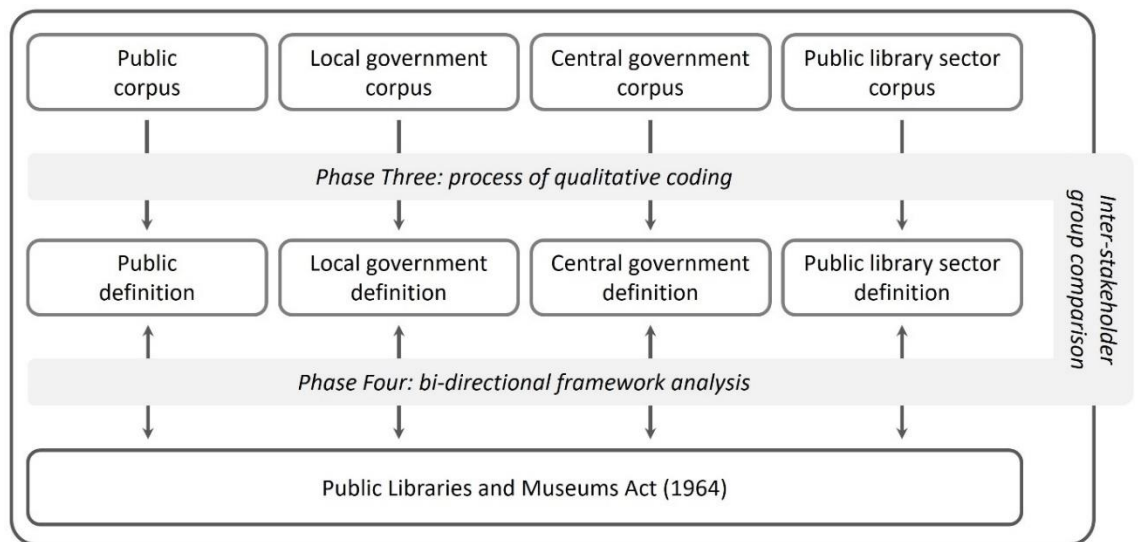 Public
corpus
Local government
corpus
Central government
corpus
Public library sector
corpus
Phase Three: process of qualitative coding
Public
definition
Local government
definition
Central government
definition
Public library sector
definition
Phase Four: bi-directional framework analysis
Inter-stakeholder
group comparison
Public Libraries and Museums Act (1964)